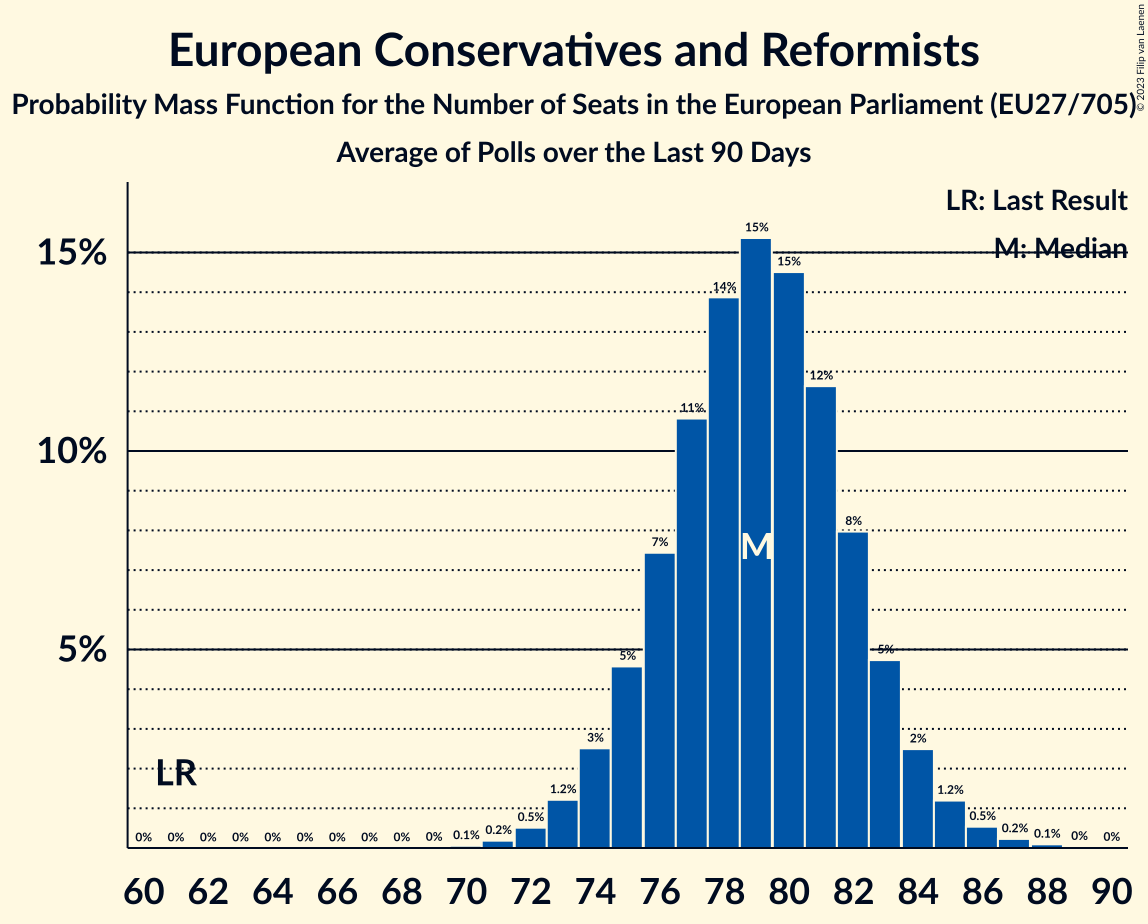 European Conservatives and Reformists
Probability Mass Function for the Number of Seats in the European Parliament (EU27/705)
Average of Polls over the Last 90 Days
© 2023 Filip van Laenen
LR: Last Result
M: Median
15%
10%
5%
0% 0% 0% 0% 0% 0% 0% 0% 0% 0% 0.1% 0.2% 0.5% 1.2% 3% 5% 7% 11% 14% 15% 15% 12% 8% 5% 2% 1.2% 0.5% 0.2% 0.1% 0% 0%
LR
M
60 62 64 66 68 70 72 74 76 78 80 82 84 86 88 90